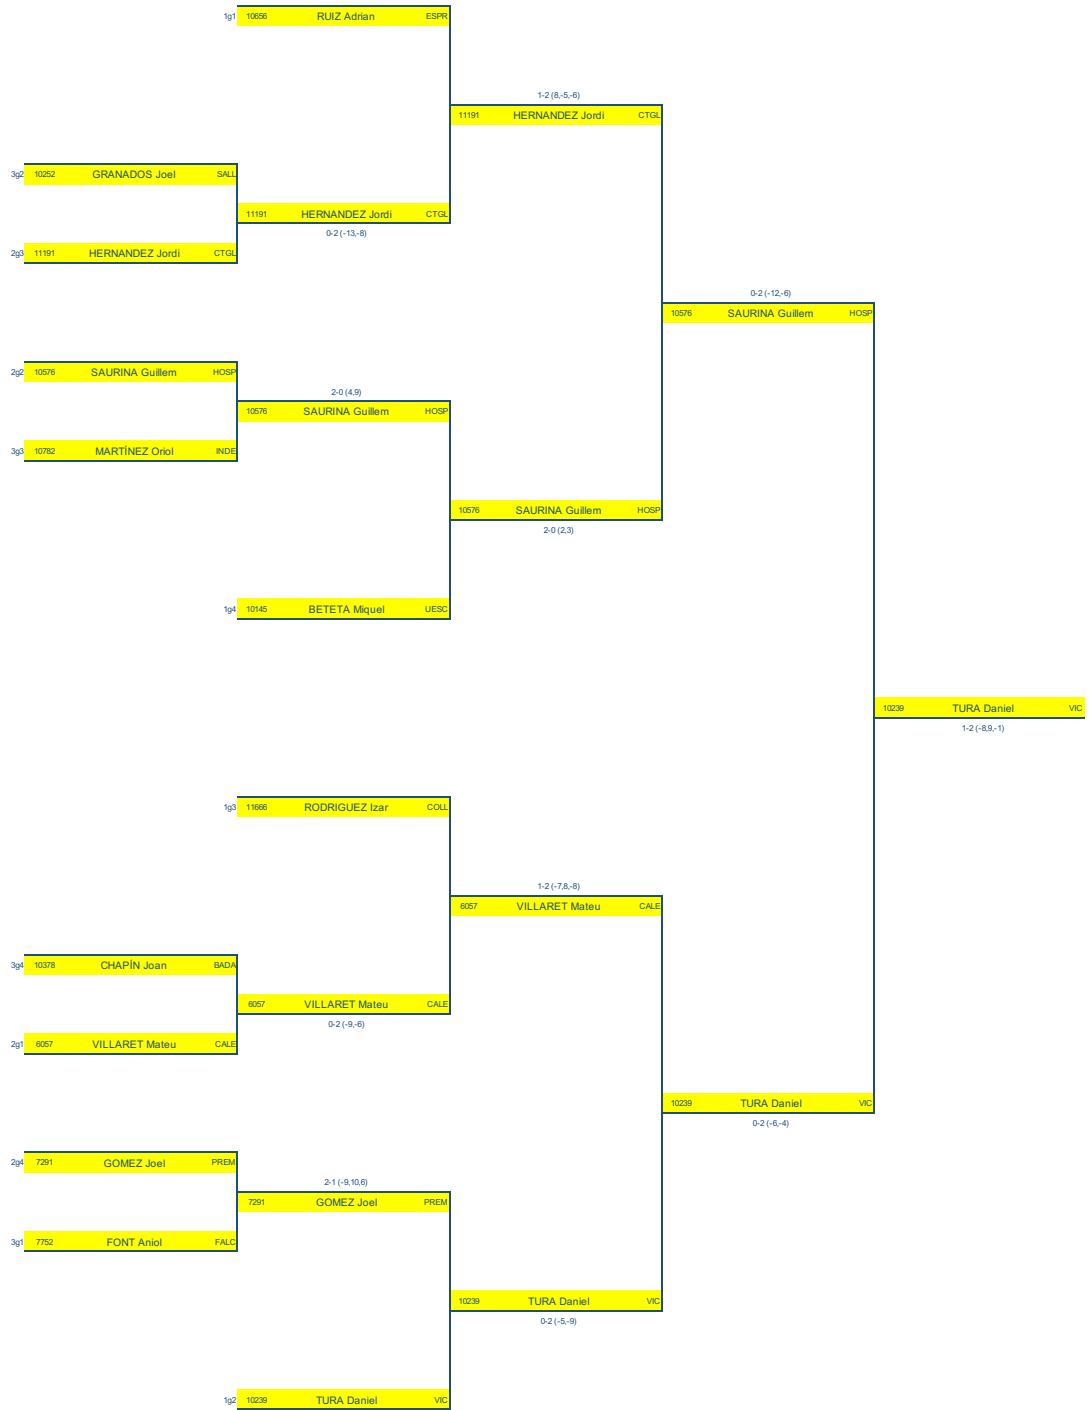 1g1 10656 RUIZ Adrian ESPR
1-2 (8,-5,-6)
11191 HERNANDEZ Jordi CTGL
3g2 10252 GRANADOS Joel SALL
11191 HERNANDEZ Jordi CTGL
0-2 (-13,-8)
2g3 11191 HERNANDEZ Jordi CTGL
0-2 (-12,-6)
10576 SAURINA Guillem HOSP
2g2 10576 SAURINA Guillem HOSP
2-0 (4,9)
10576 SAURINA Guillem HOSP
3g3 10782 MARTÍNEZ Oriol INDE
10576 SAURINA Guillem HOSP
2-0 (2,3)
1g4 10145 BETETA Miquel UESC
10239 TURA Daniel VIC
1-2 (-8,9,-1)
1g3 11666 RODRIGUEZ Izar COLL
1-2 (-7,8,-8)
6057 VILLARET Mateu CALE
3g4 10378 CHAPÍN Joan BADA
6057 VILLARET Mateu CALE
0-2 (-9,-6)
2g1 6057 VILLARET Mateu CALE
10239 TURA Daniel VIC
0-2 (-6,-4)
2g4 7291 GOMEZ Joel PREM
2-1 (-9,10,6)
7291 GOMEZ Joel PREM
3g1 7752 FONT Aniol FALC
10239 TURA Daniel VIC
0-2 (-5,-9)
1g2 10239 TURA Daniel VIC